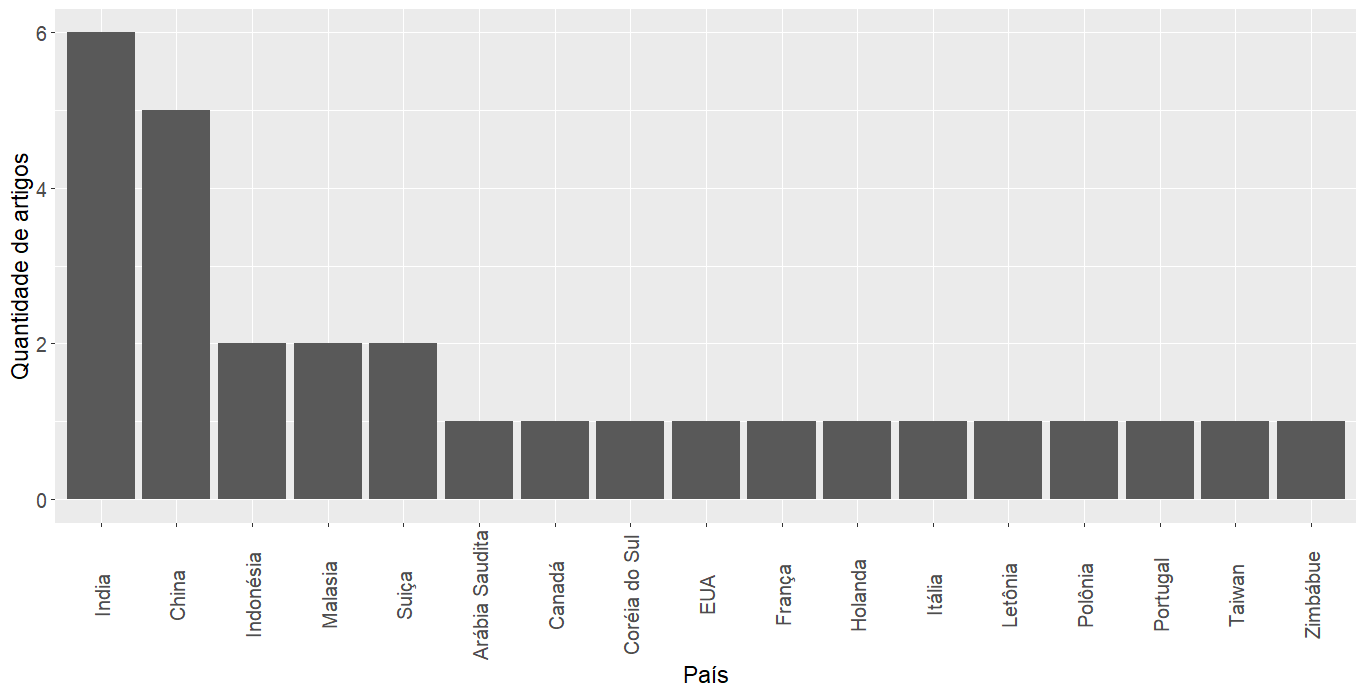 Quantidade de artigos
6
4
2
0
India
China
Indonésia
Malasia
Suiça
Arábia Saudita
Canadá
Coréia do Sul
EUA
França
Holanda
Itália
Letônia
Polônia
Portugal
Taiwan
Zimbábue
País